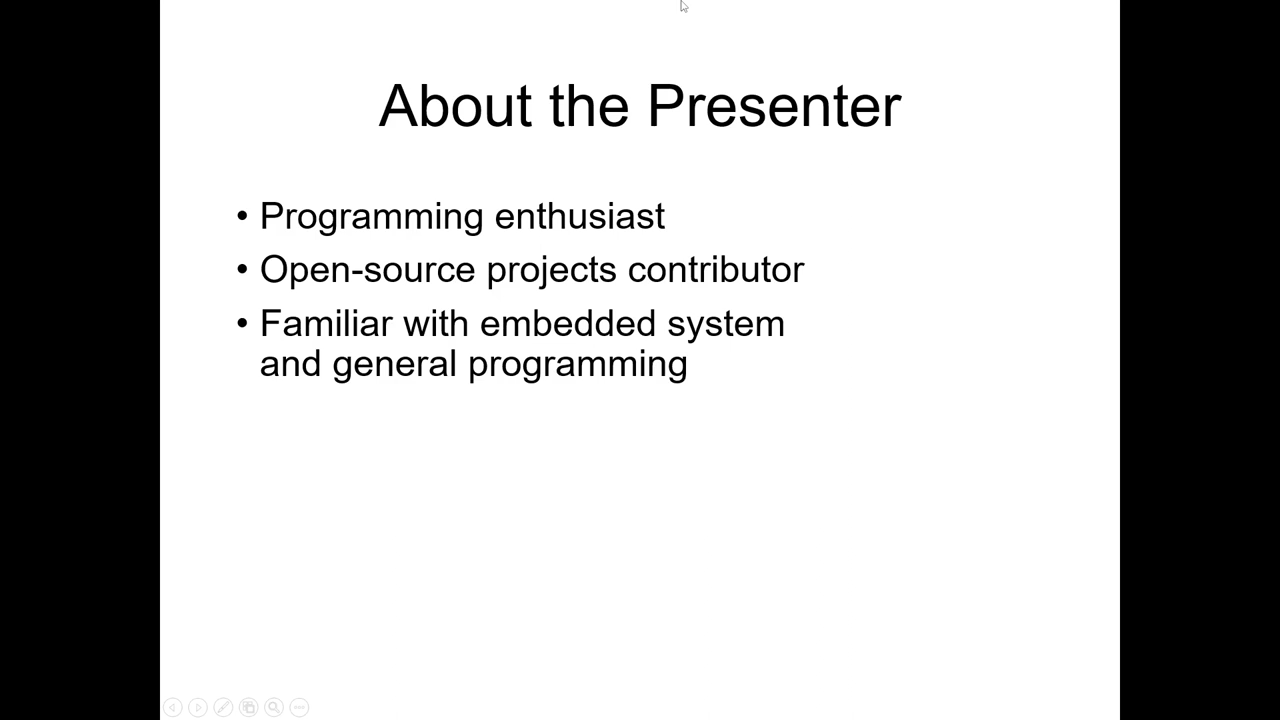 About the Presenter
• Programming enthusiast
• Open-source projects contributor
• Familiar with embedded system
and general programming